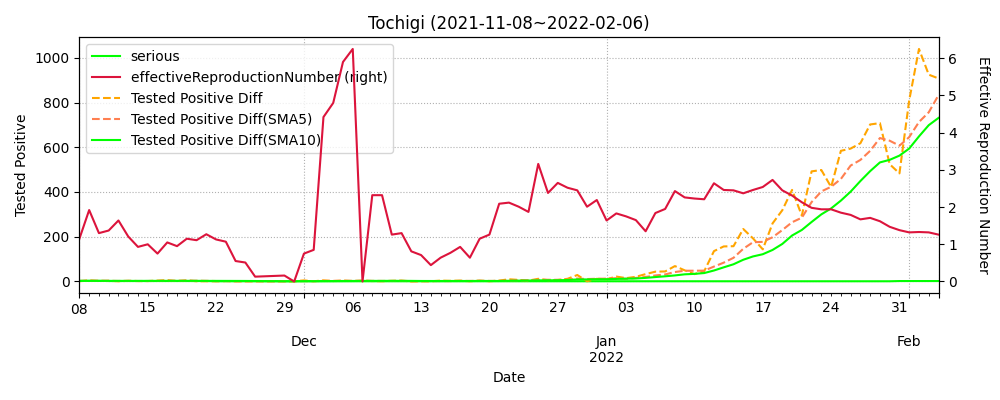 Tochigi (2021-11-08~2022-02-06)
serious
effectiveReproductionNumber (right)
Tested Positive Diff
Tested Positive Diff(SMA5)
Tested Positive Diff(SMA10)
Tested Positive
1000
800
600
400
200
0
6
5
4
3
2
1
0
Effective Reproduction Number
08 15 22 29 06 13 20 27 03 10 17 24 31
Dec Jan Feb
2022
Date